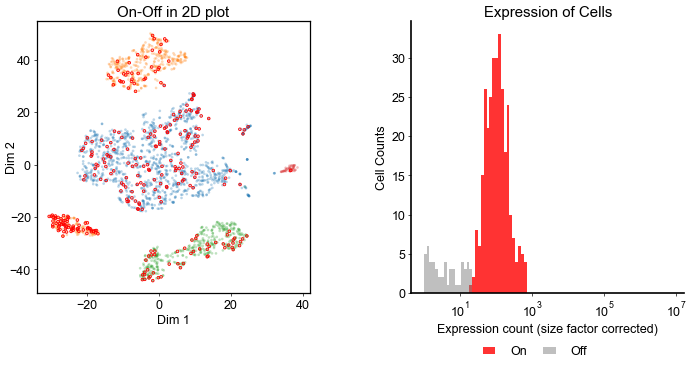 On-Off in 2D plot
Dim 2
40
20
0
−20
−40
−20
0
20
40
Dim 1
Expression of Cells
Cell Counts
30
25
20
15
10
5
0
10^1
10^3
10^5
10^7
Expression count (size factor corrected)
On
Off